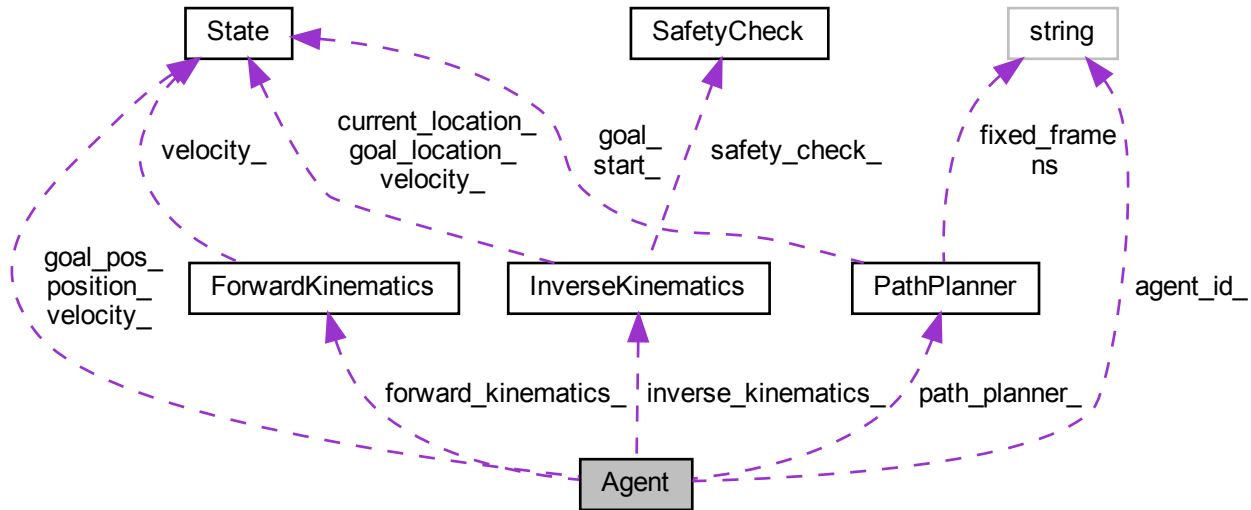 State
SafetyCheck
string
velocity_
current_location_
goal_location_
velocity_
goal_
start_
safety_check_
fixed_frame
ns
goal_pos_
position_
velocity_
ForwardKinematics
InverseKinematics
PathPlanner
agent_id_
forward_kinematics_
inverse_kinematics_
path_planner_
Agent